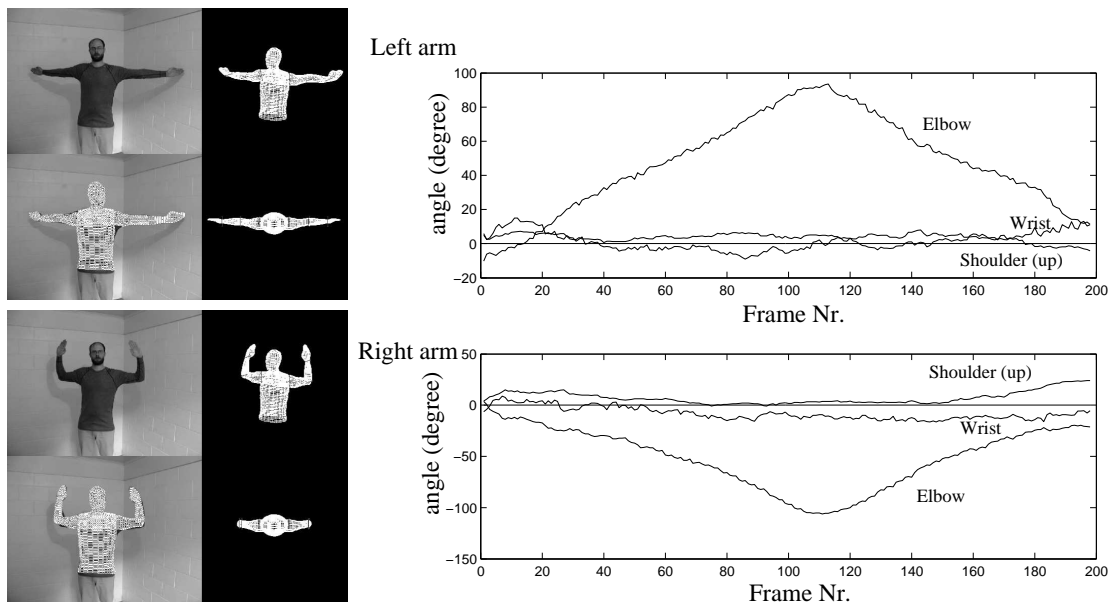 Left arm
angle (degree)
100
80
60
40
20
0
−20
Elbow
Wrist
Shoulder (up)
0 20 40 60 80 100 120 140 160 180 200
Frame Nr.
Right arm
angle (degree)
50
0
−50
−100
−150
Shoulder (up)
Wrist
Elbow
0 20 40 60 80 100 120 140 160 180 200
Frame Nr.